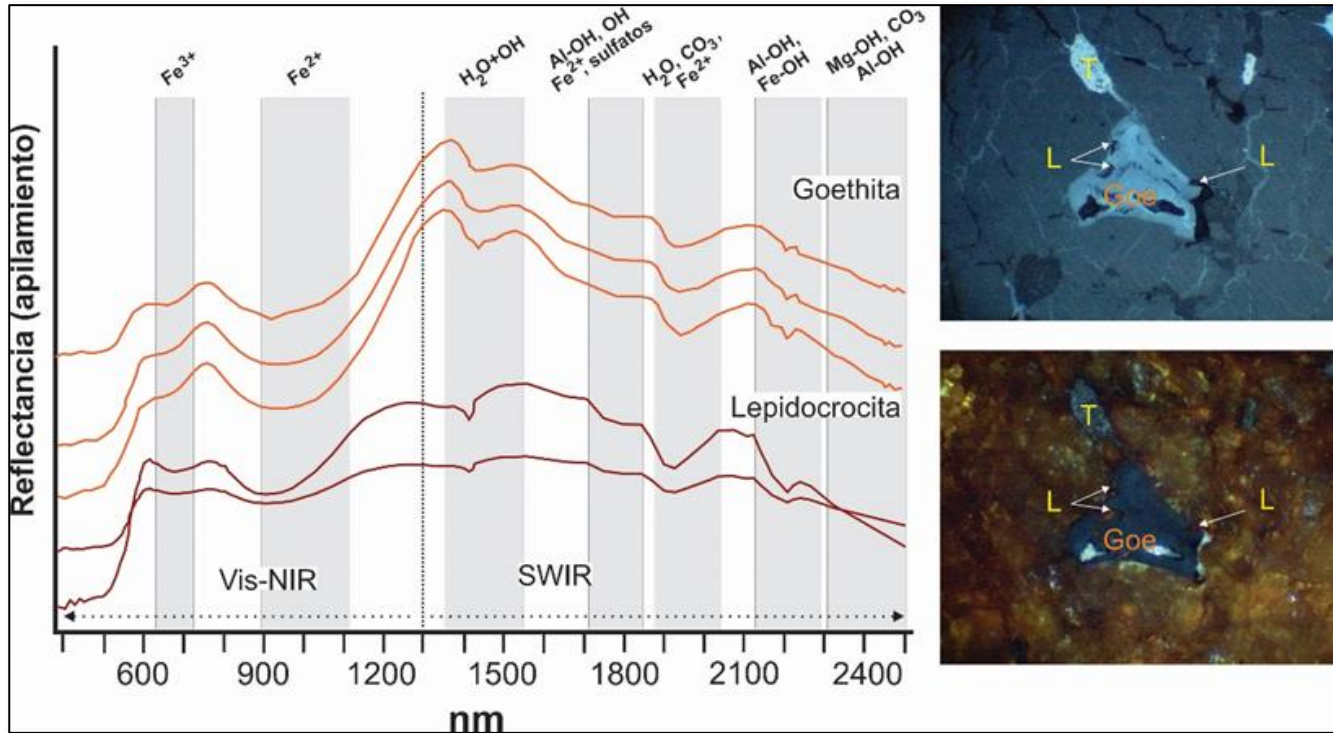 Reflectancia (apilamiento)
Fe3+
Fe2+
H2O+OH
Al-OH, OH
Fe2+, sulfatos
H2O, CO3,
Fe2+
Al-OH,
Fe-OH
Mg-OH, CO3
Al-OH
Goethita
Lepidocrocita
Vis-NIR
SWIR
600 900 1200 1500 1800 2100 2400
nm
T
L
L
Goe
T
L
L
Goe